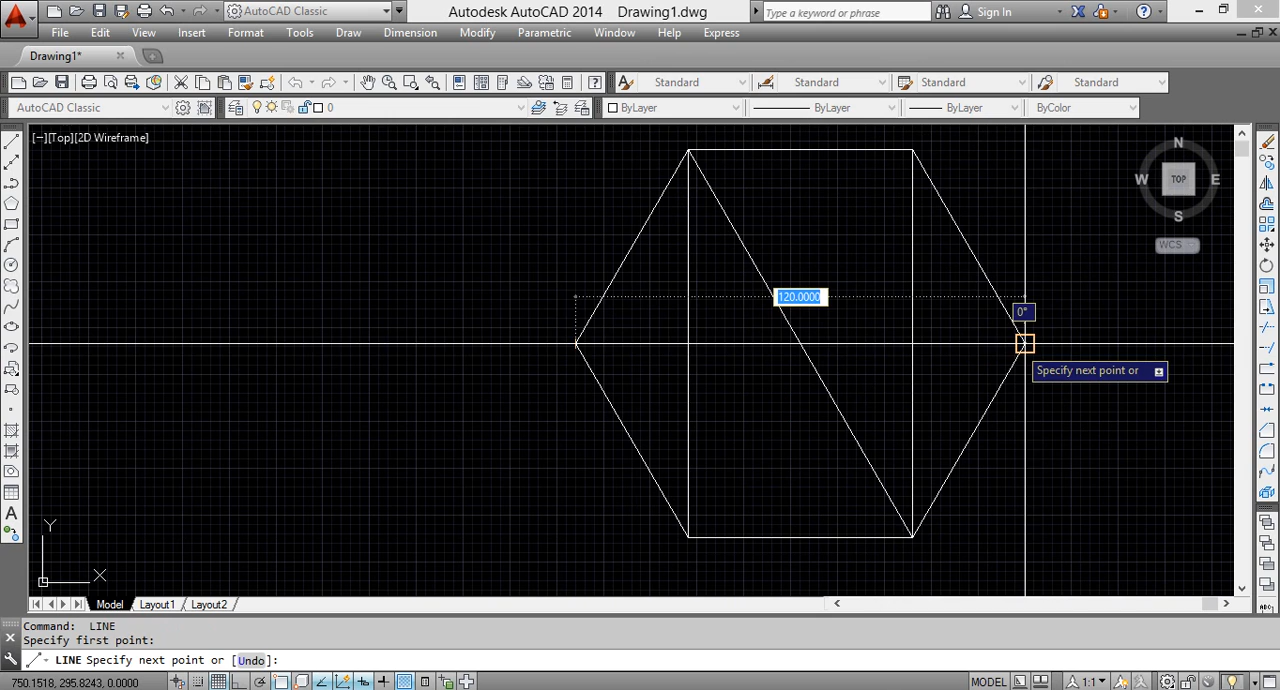 AutoCAD Classic
Autodesk AutoCAD 2014 Drawing1.dwg
Type a keyword or phrase
Sign In
File Edit View Insert Format Tools Draw Dimension Modify Parametric Window Help Express
Drawing1*
Standard Standard Standard Standard
AutoCAD Classic 0 ByLayer ByLayer ByLayer ByColor
[−][Top][2D Wireframe]
N
W TOP E
S
WCS
120.0000
0°
Specify next point or
Y
X
Model Layout1 Layout2
Command: LINE
Specify first point:
LINE Specify next point or [Undo]:
750.1518, 295.8243, 0.0000 MODEL 1:1